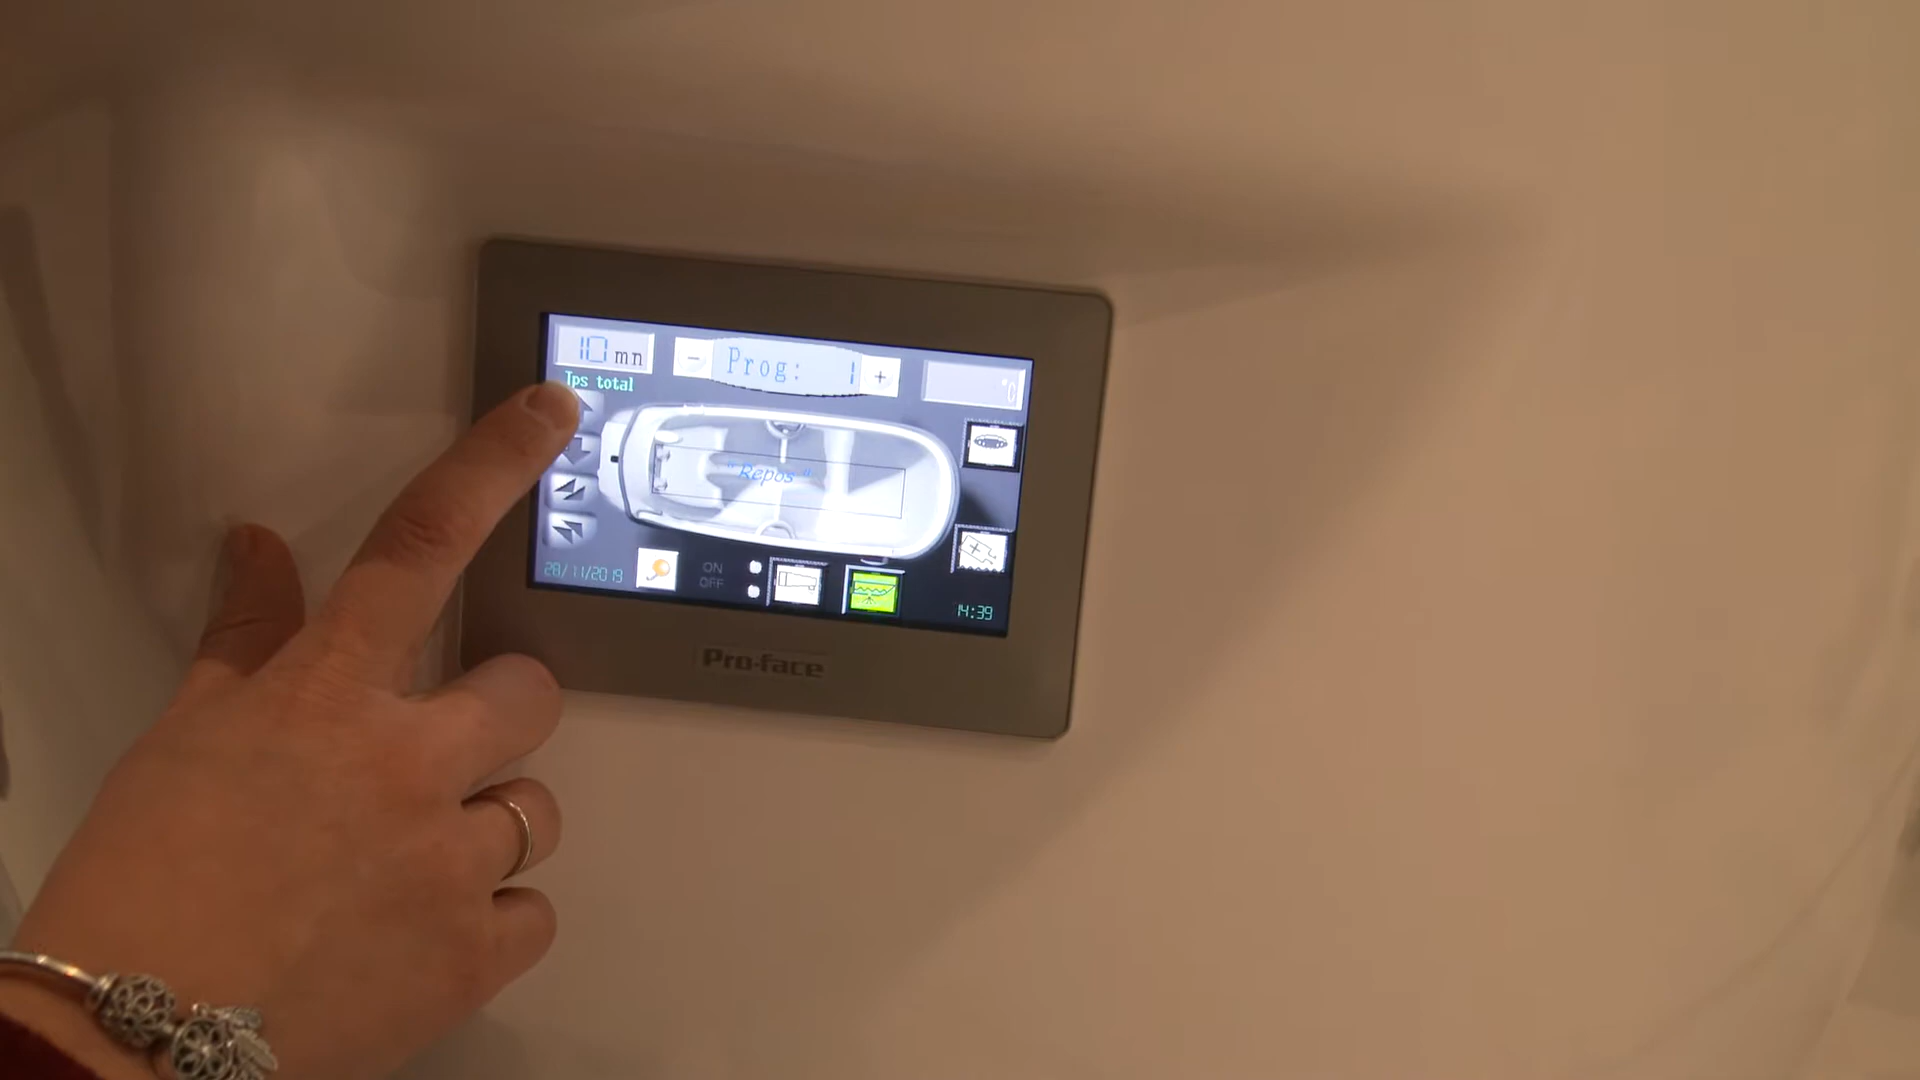 10 mn
- Prog: 1 +
°C
Tps total
"Repos"
ON
OFF
28/11/2019
14:39
Pro-face